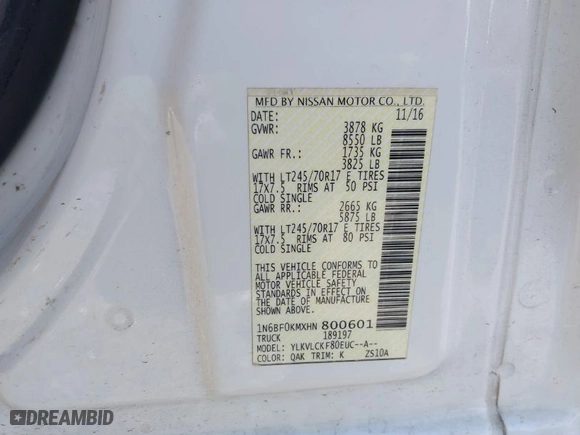 MFD BY NISSAN MOTOR CO., LTD.
DATE: 11/16
GVWR: 3878 KG
8550 LB
GAWR FR.: 1735 KG
3825 LB
WITH LT245/70R17 E TIRES
17X7.5 RIMS AT 50 PSI
COLD SINGLE
GAWR RR.: 2665 KG
5875 LB
WITH LT245/70R17 E TIRES
17X7.5 RIMS AT 80 PSI
COLD SINGLE
THIS VEHICLE CONFORMS TO
ALL APPLICABLE FEDERAL
MOTOR VEHICLE SAFETY
STANDARDS IN EFFECT ON
THE DATE OF MANUFACTURE
SHOWN ABOVE.
1N6BF0KMXHN 800601
TRUCK 189197
MODEL: YLKVLCKF80EUC--A--
COLOR: QAK TRIM: K ZS10A
DREAMBID